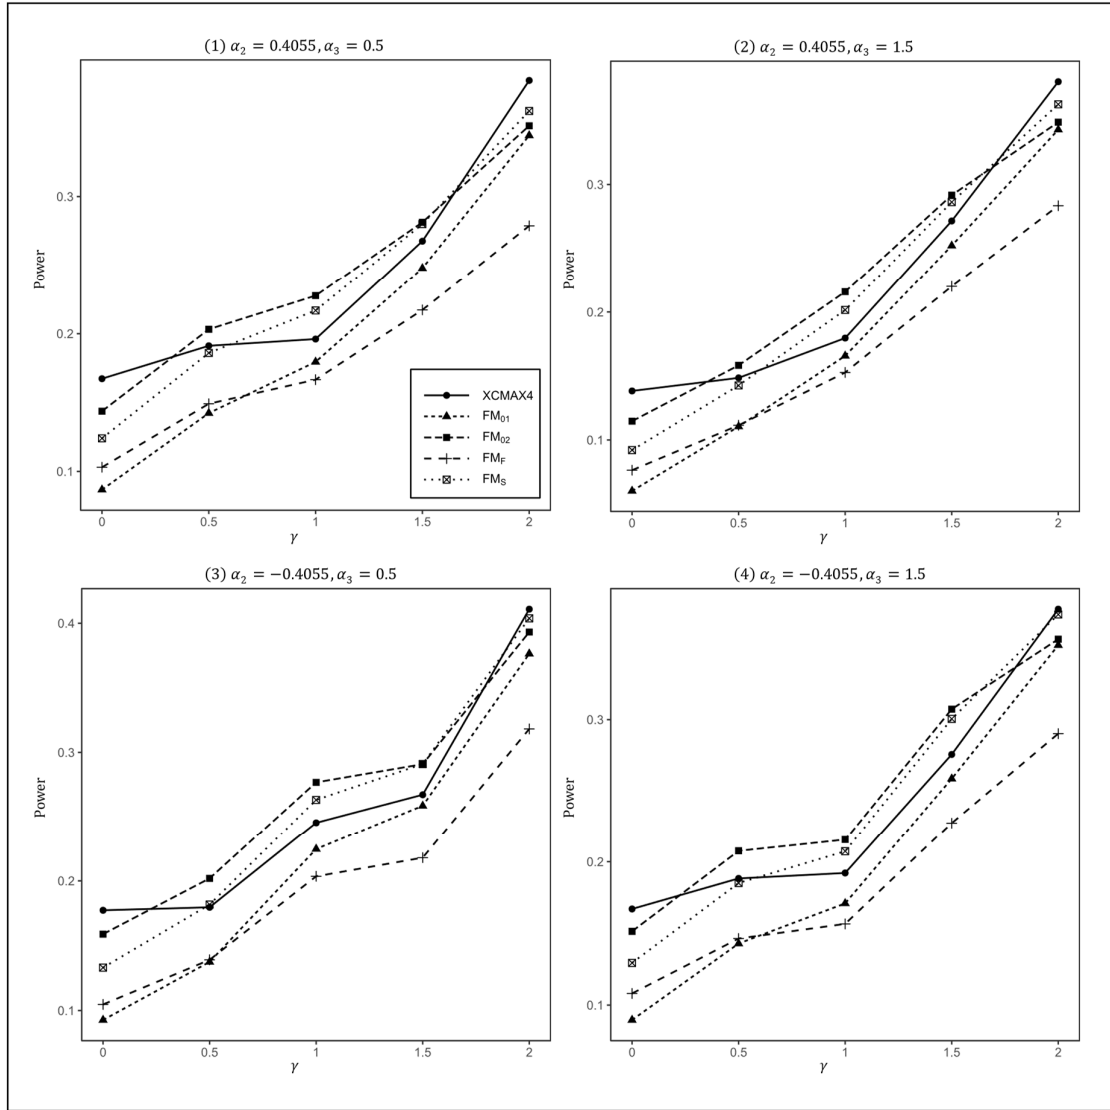 (1) α₂ = 0.4055, α₃ = 0.5
0.3
0.2
0.1
Power
XCMAX4
FM₀₁
FM₀₂
FM_F
FM_S
0 0.5 1 1.5 2
γ
(2) α₂ = 0.4055, α₃ = 1.5
0.3
0.2
0.1
Power
0 0.5 1 1.5 2
γ
(3) α₂ = −0.4055, α₃ = 0.5
0.4
0.3
0.2
0.1
Power
0 0.5 1 1.5 2
γ
(4) α₂ = −0.4055, α₃ = 1.5
0.3
0.2
0.1
Power
0 0.5 1 1.5 2
γ